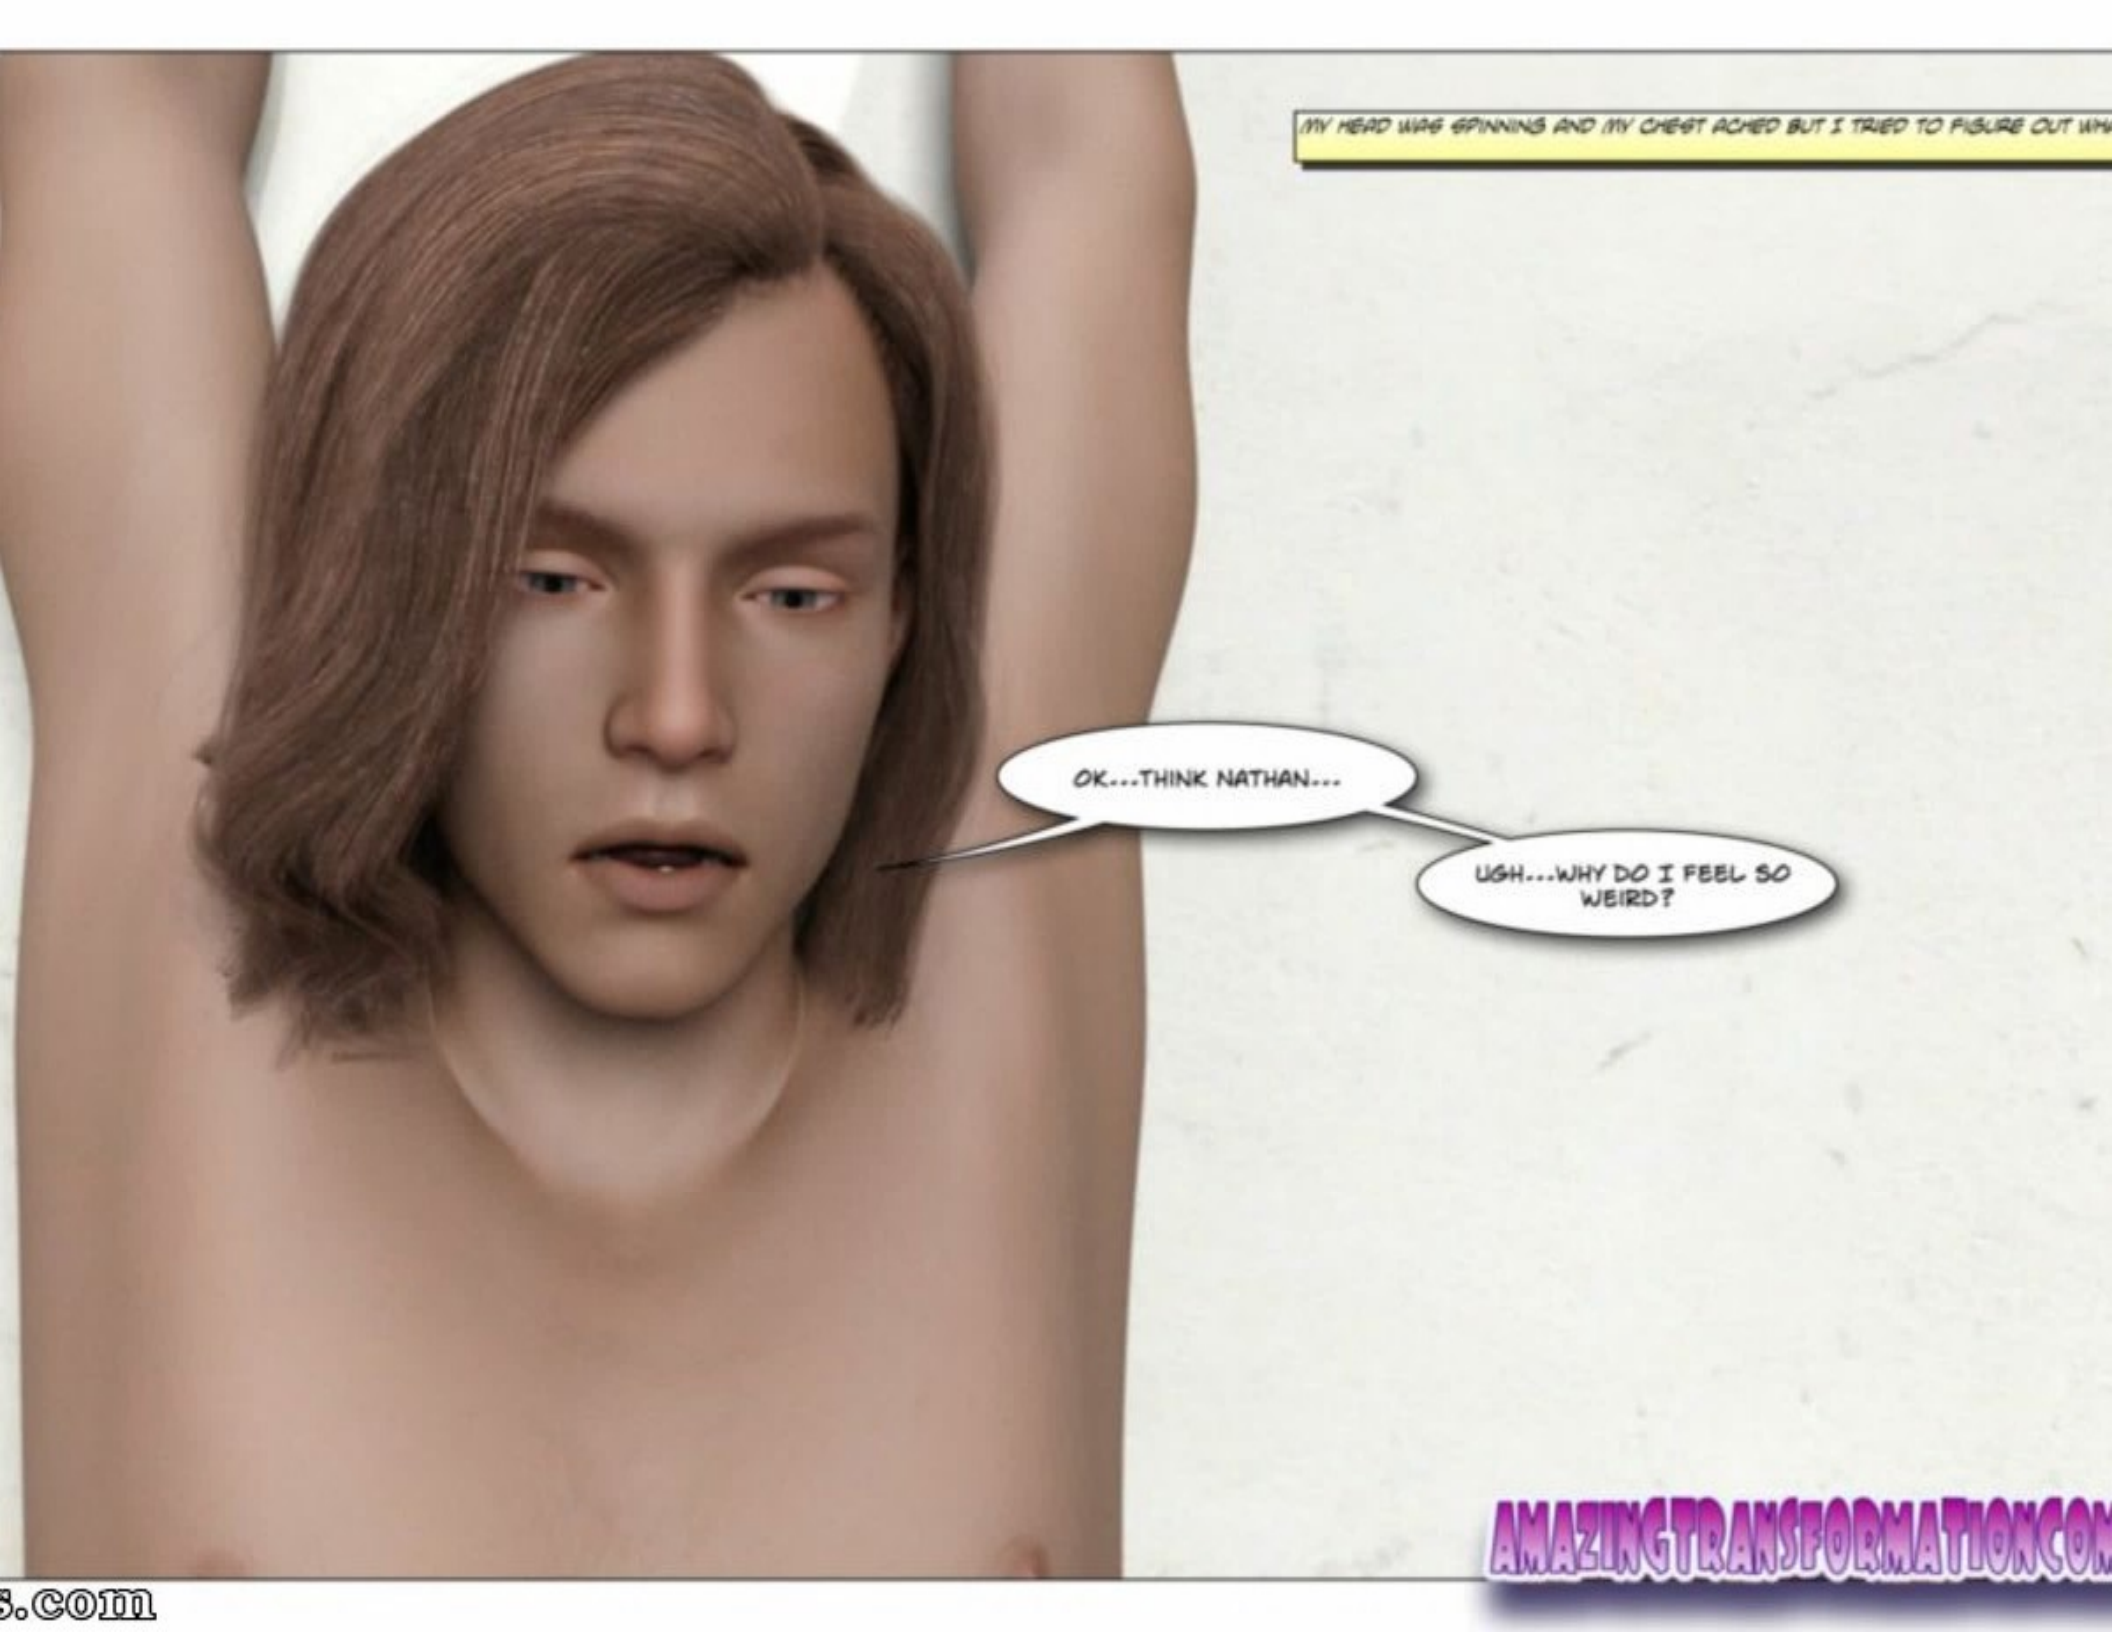 MY HEAD WAS SPINNING AND MY CHEST ACHED BUT I TRIED TO FIGURE OUT WHA
OK...THINK NATHAN...
UGH...WHY DO I FEEL SO
WEIRD?
AMAZINGTRANSFORMATIONCOM
s.com